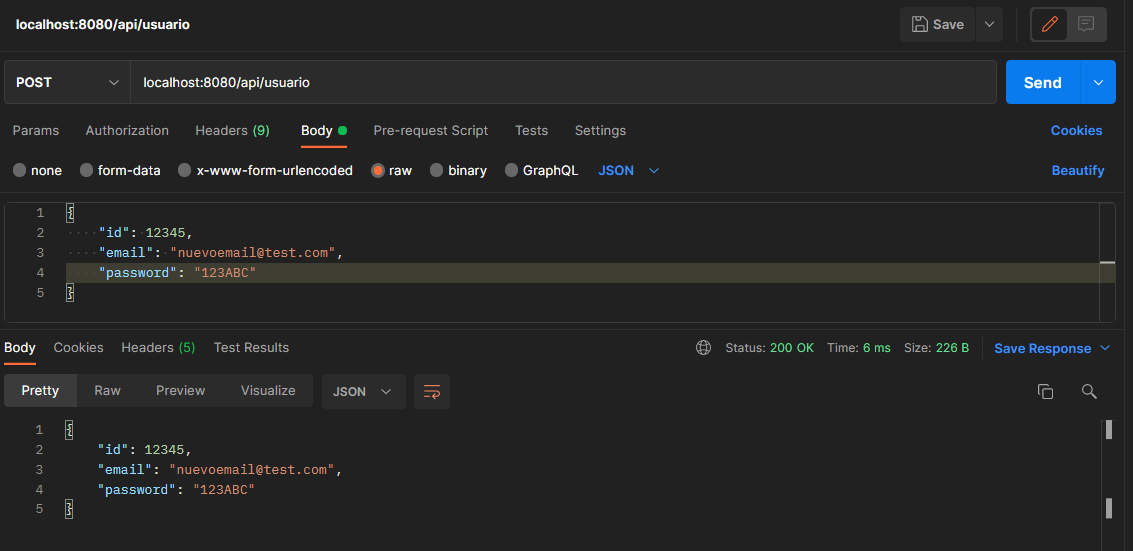 localhost:8080/api/usuario Save
POST localhost:8080/api/usuario Send
Params Authorization Headers (9) Body Pre-request Script Tests Settings Cookies
none form-data x-www-form-urlencoded raw binary GraphQL JSON Beautify
1 {
2 "id": 12345,
3 "email": "nuevoemail@test.com",
4 "password": "123ABC"
5 }
Body Cookies Headers (5) Test Results Status: 200 OK Time: 6 ms Size: 226 B Save Response
Pretty Raw Preview Visualize JSON
1 {
2 "id": 12345,
3 "email": "nuevoemail@test.com",
4 "password": "123ABC"
5 }